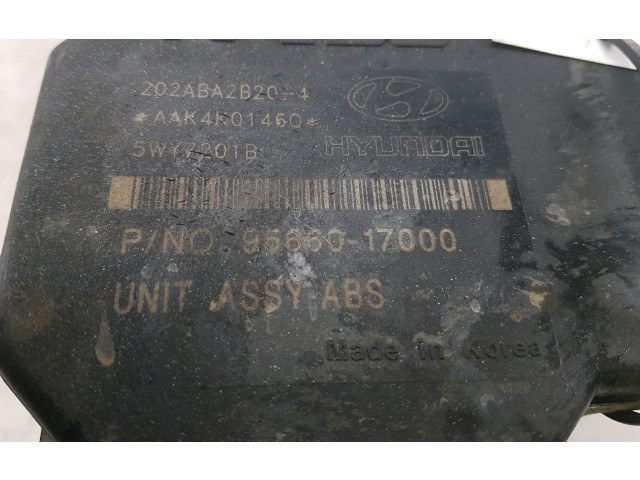 202ABA2B20-4
*AAK4K01460*
5WY7201B
HYUNDAI
P/NO 95660-17000
UNIT ASSY-ABS
Made in Korea